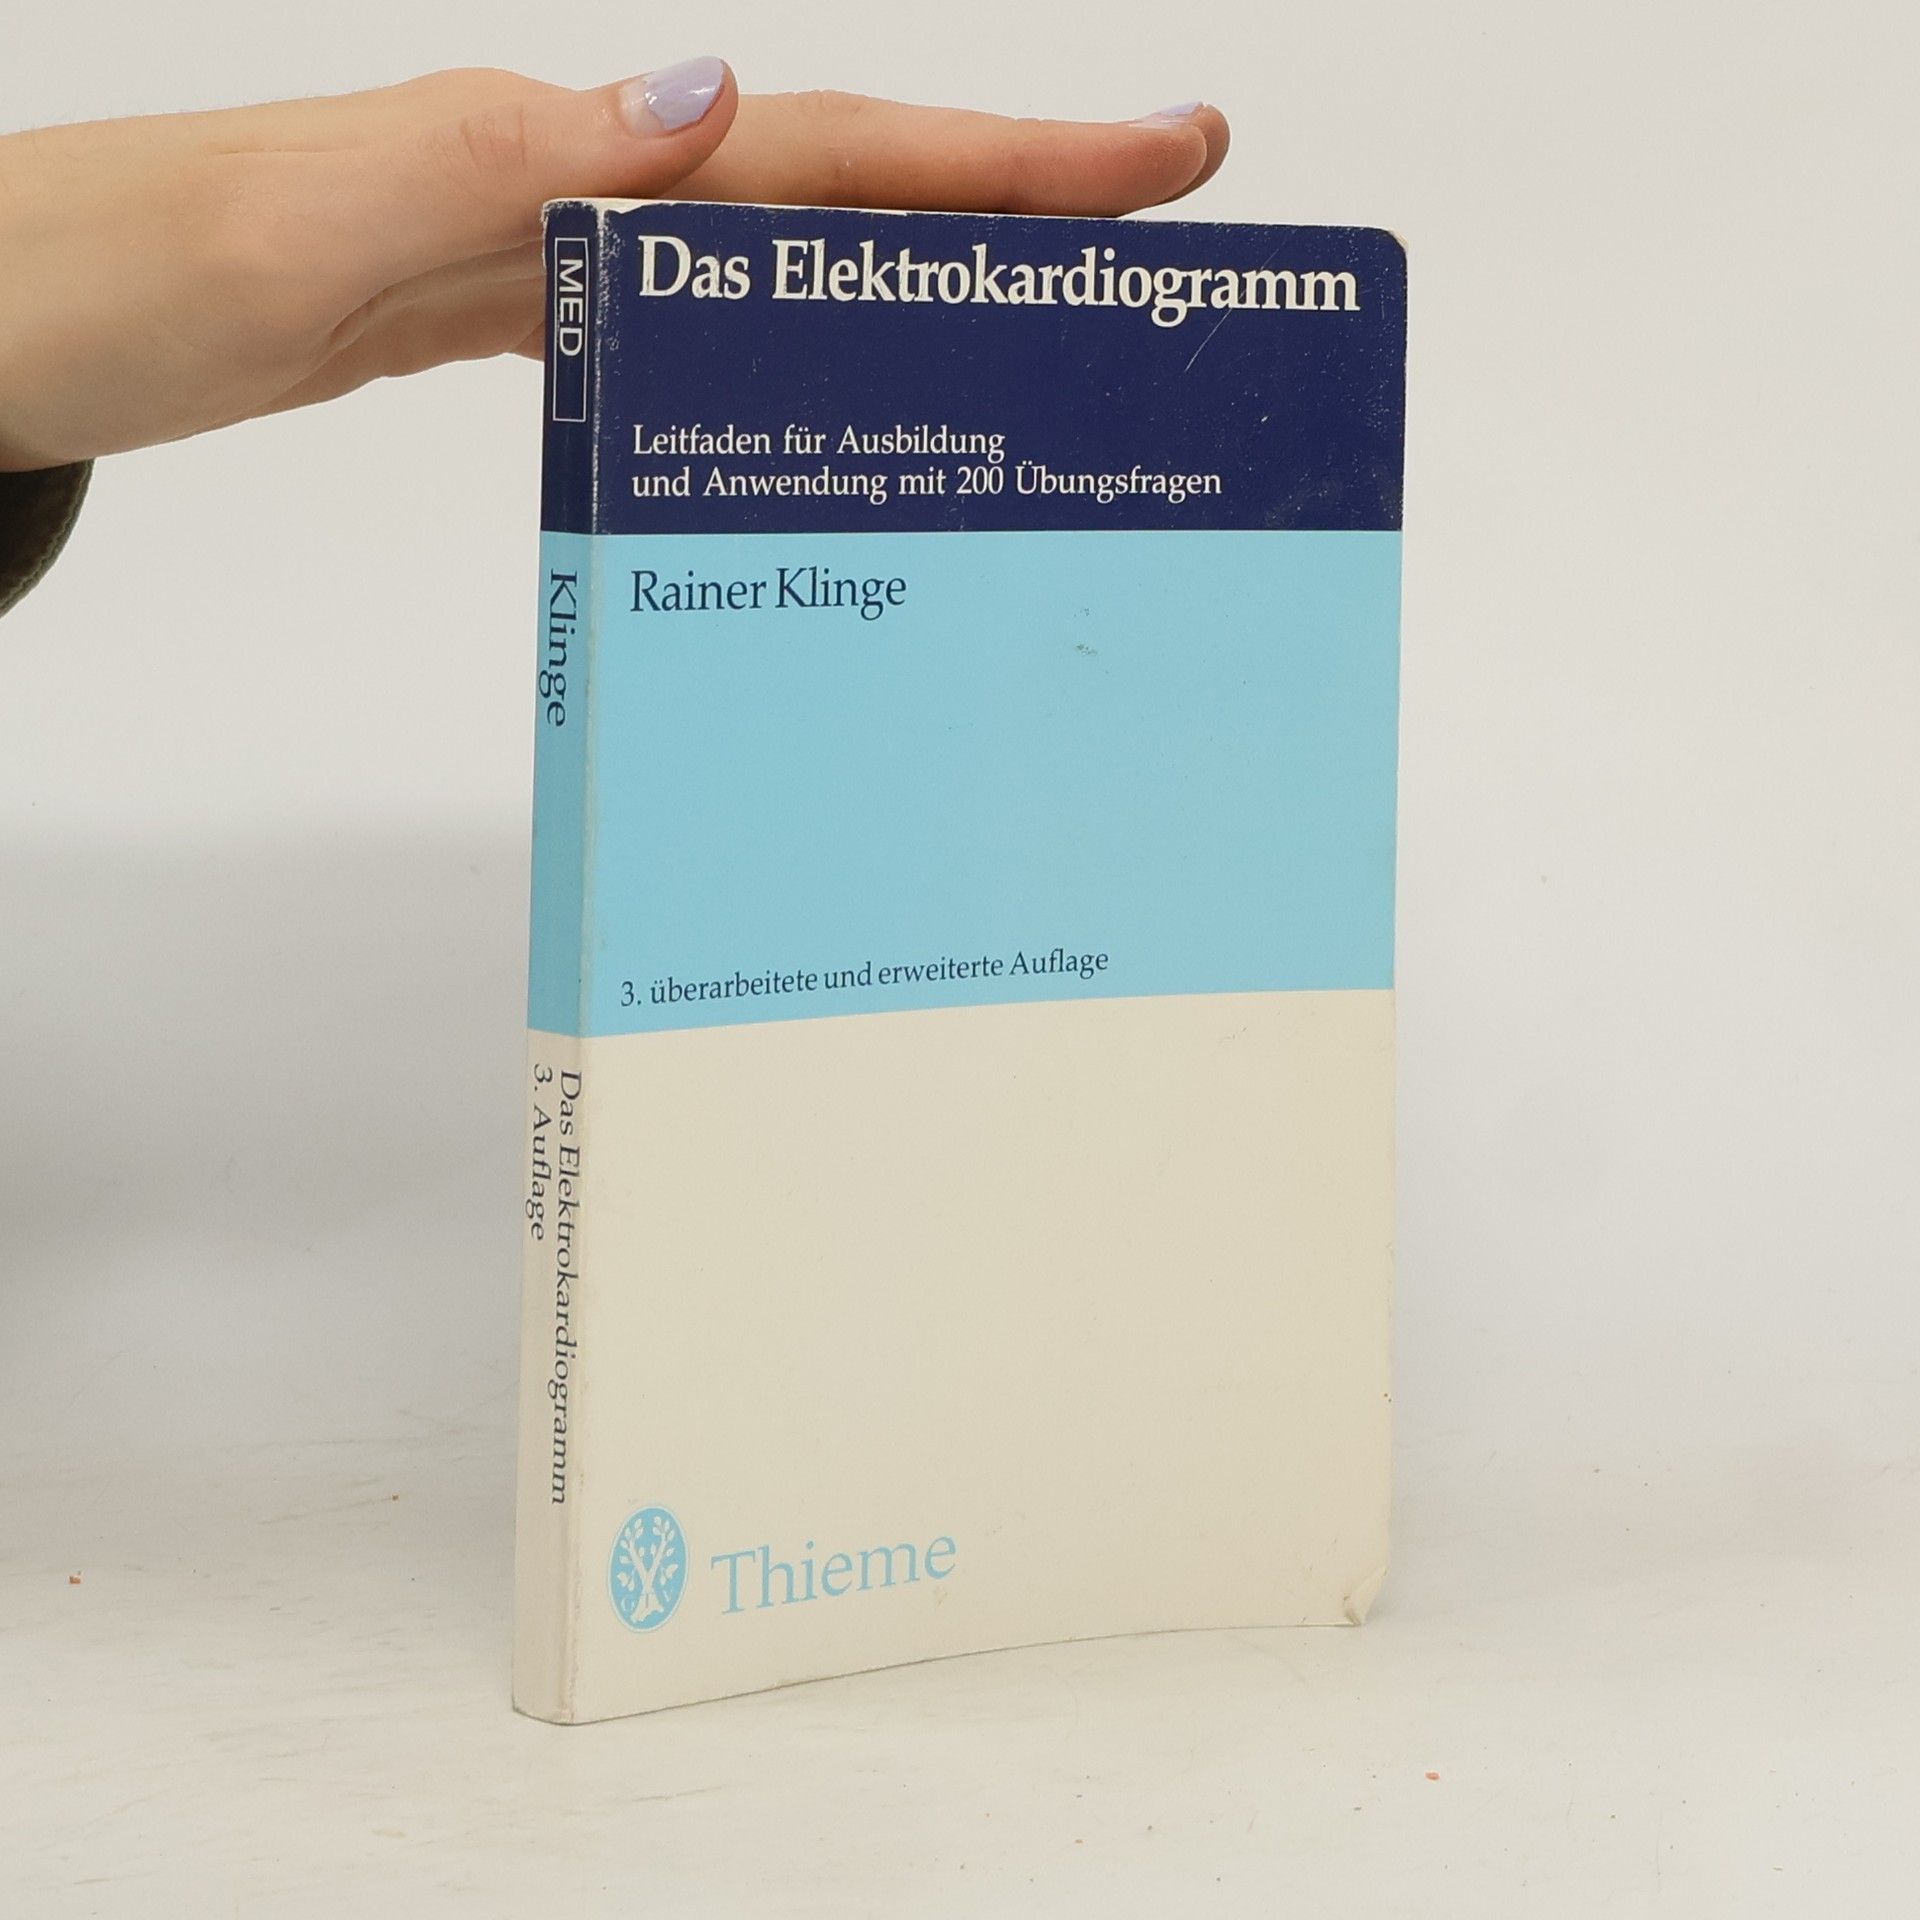 Das Elektrokardiogramm
Leitfaden für Ausbildung
und Anwendung mit 200 Übungsfragen
Rainer Klinge
3. überarbeitete und erweiterte Auflage
Thieme
MED
Klinge
Das Elektrokardiogramm
3. Auflage